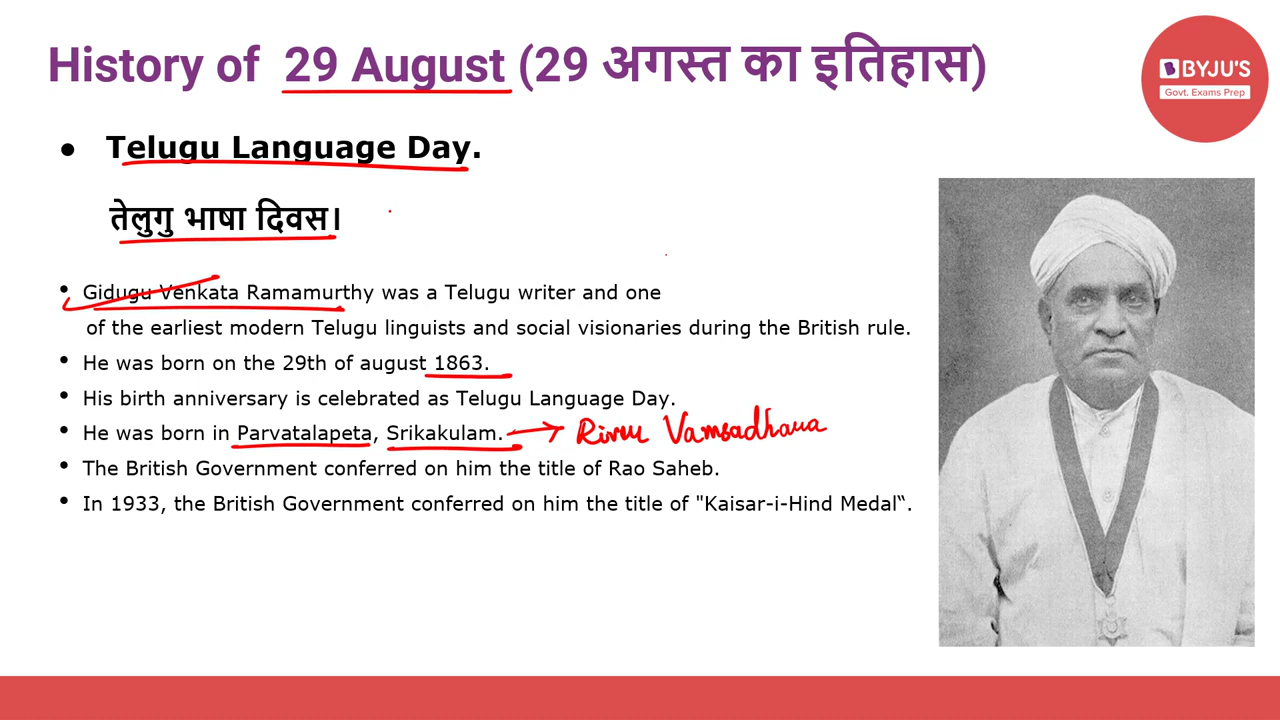 History of 29 August (29 अगस्त का इतिहास)
BYJU'S
Govt. Exams Prep
● Telugu Language Day.
तेलुगु भाषा दिवस।
• Gidugu Venkata Ramamurthy was a Telugu writer and one
of the earliest modern Telugu linguists and social visionaries during the British rule.
• He was born on the 29th of august 1863.
• His birth anniversary is celebrated as Telugu Language Day.
• He was born in Parvatalapeta, Srikakulam. → River Vamsadhara
• The British Government conferred on him the title of Rao Saheb.
• In 1933, the British Government conferred on him the title of "Kaisar-i-Hind Medal“.